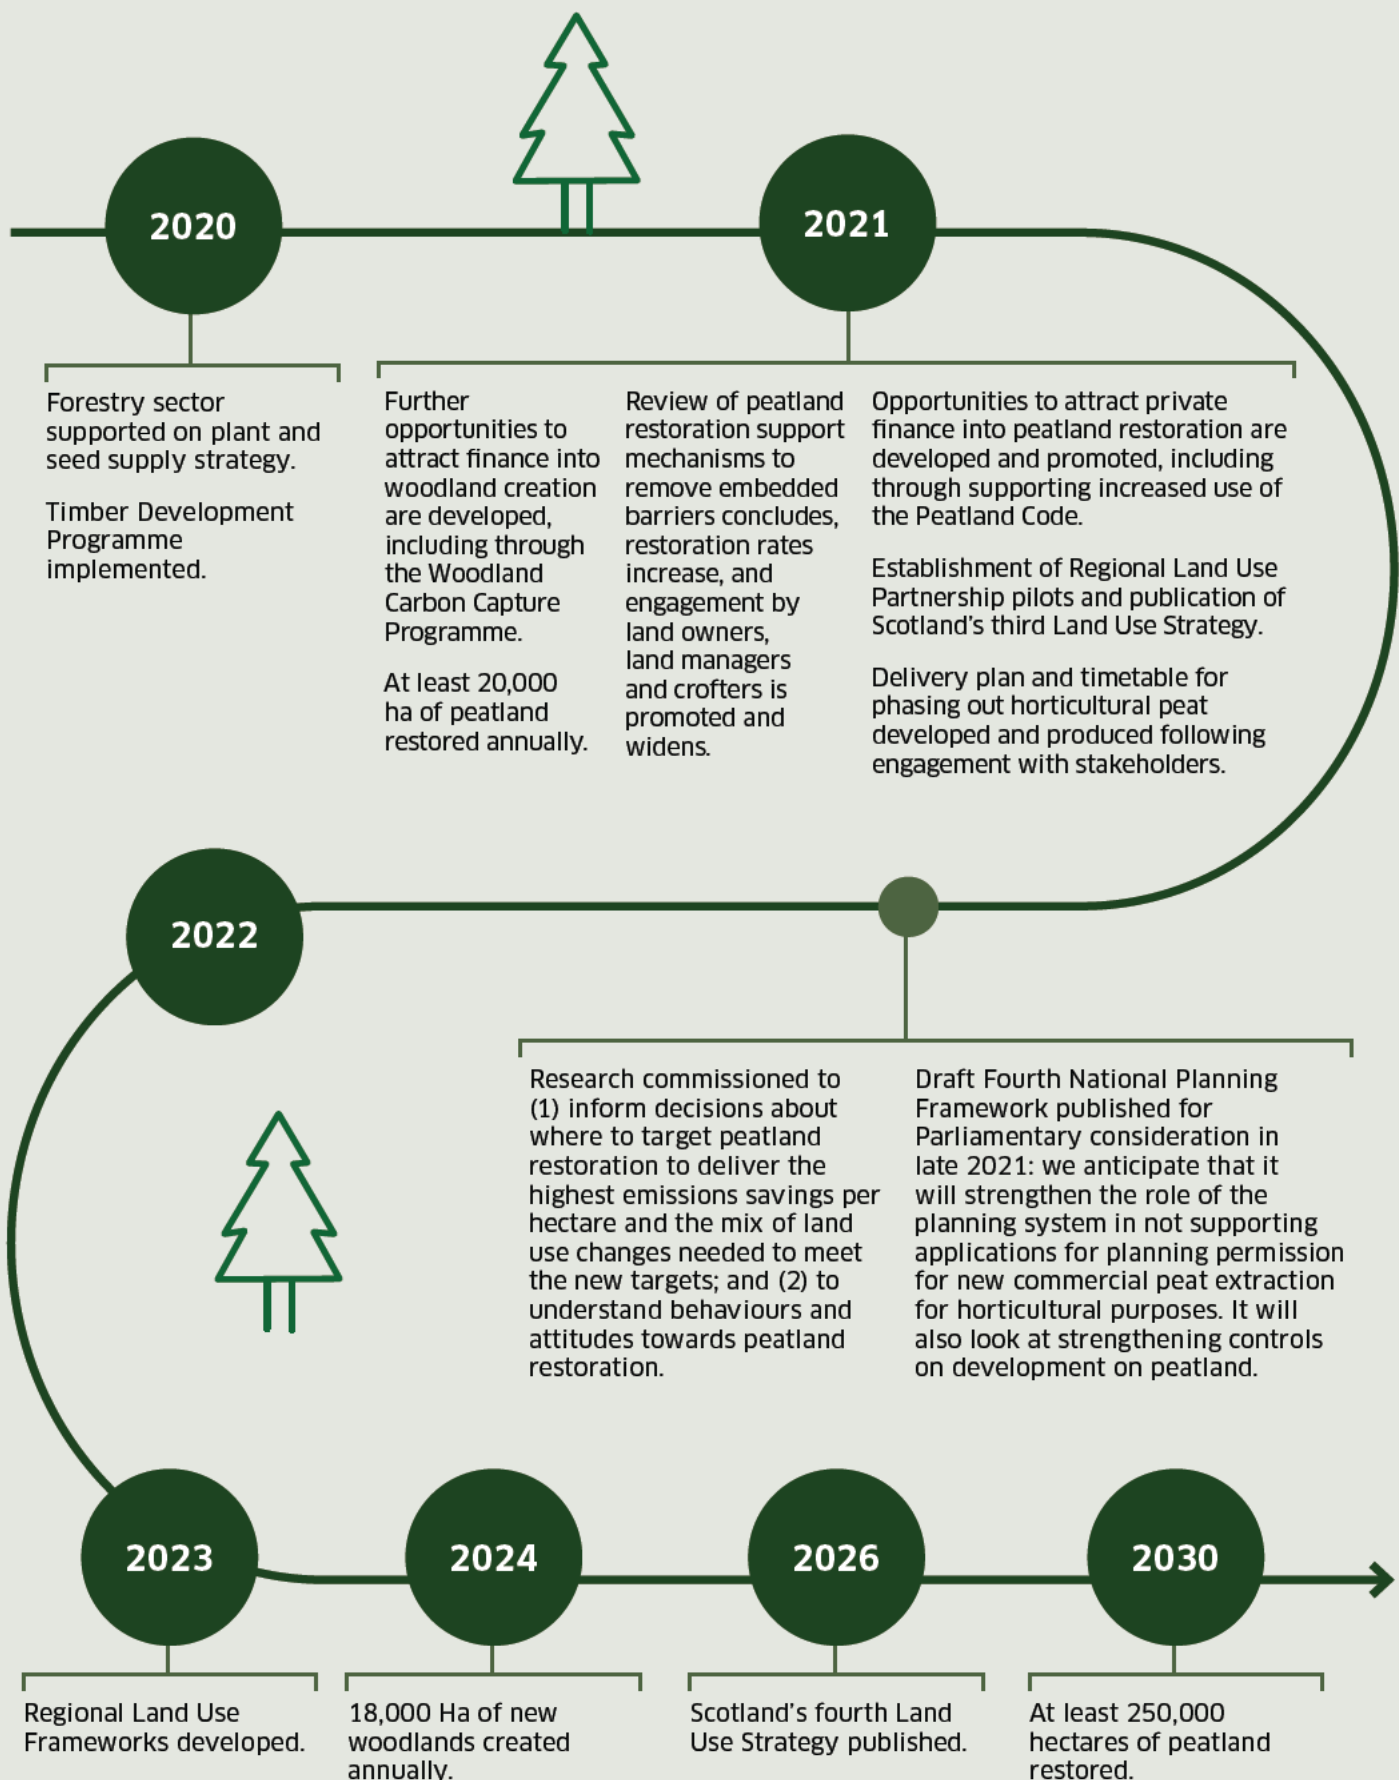 2020
2021
Forestry sector
supported on plant and
seed supply strategy.
Timber Development
Programme
implemented.
Further
opportunities to
attract finance into
woodland creation
are developed,
including through
the Woodland
Carbon Capture
Programme.
At least 20,000
ha of peatland
restored annually.
Review of peatland
restoration support
mechanisms to
remove embedded
barriers concludes,
restoration rates
increase, and
engagement by
land owners,
land managers
and crofters is
promoted and
widens.
Opportunities to attract private
finance into peatland restoration are
developed and promoted, including
through supporting increased use of
the Peatland Code.
Establishment of Regional Land Use
Partnership pilots and publication of
Scotland's third Land Use Strategy.
Delivery plan and timetable for
phasing out horticultural peat
developed and produced following
engagement with stakeholders.
2022
Research commissioned to
(1) inform decisions about
where to target peatland
restoration to deliver the
highest emissions savings per
hectare and the mix of land
use changes needed to meet
the new targets; and (2) to
understand behaviours and
attitudes towards peatland
restoration.
Draft Fourth National Planning
Framework published for
Parliamentary consideration in
late 2021: we anticipate that it
will strengthen the role of the
planning system in not supporting
applications for planning permission
for new commercial peat extraction
for horticultural purposes. It will
also look at strengthening controls
on development on peatland.
2023
2024
2026
2030
Regional Land Use
Frameworks developed.
18,000 Ha of new
woodlands created
annually.
Scotland's fourth Land
Use Strategy published.
At least 250,000
hectares of peatland
restored.